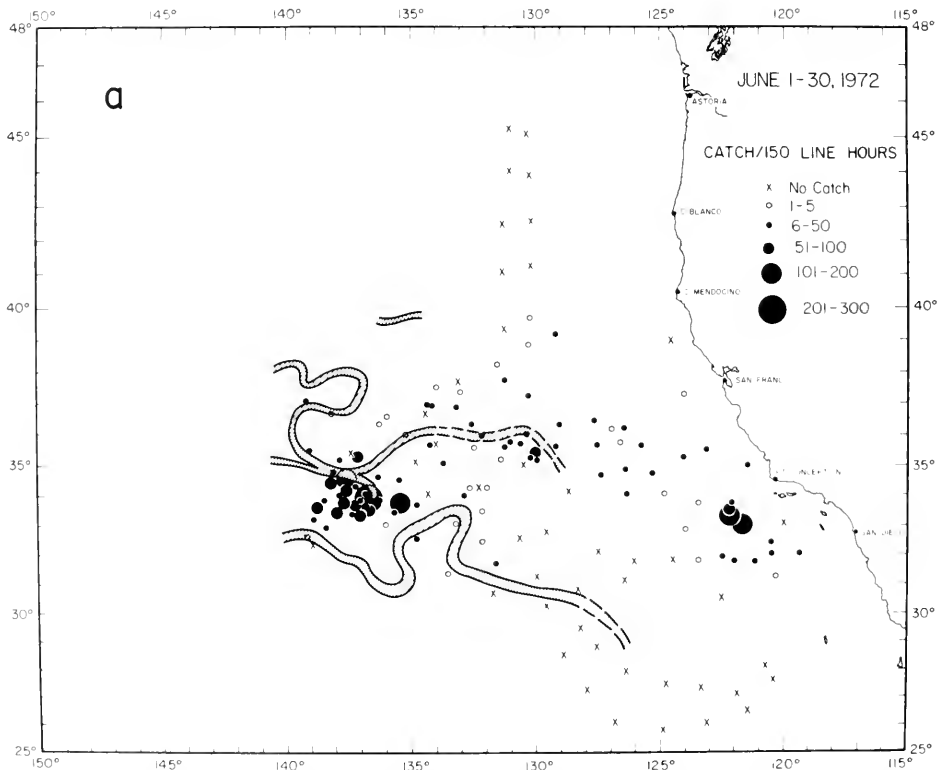 150° 145° 140° 135° 130° 125° 120° 115°
48° 48°
a
JUNE 1-30, 1972
ASTORIA
45° 45°
CATCH/150 LINE HOURS
x No Catch
1-5
C. BLANCO 6-50
51-100
101-200
C. MENDOCINO
201-300
40° 40°
SAN FRAN
35° 35°
SAN DIEG
30° 30°
25° 25°
150° 145° 140° 135° 130° 125° 120° 115°